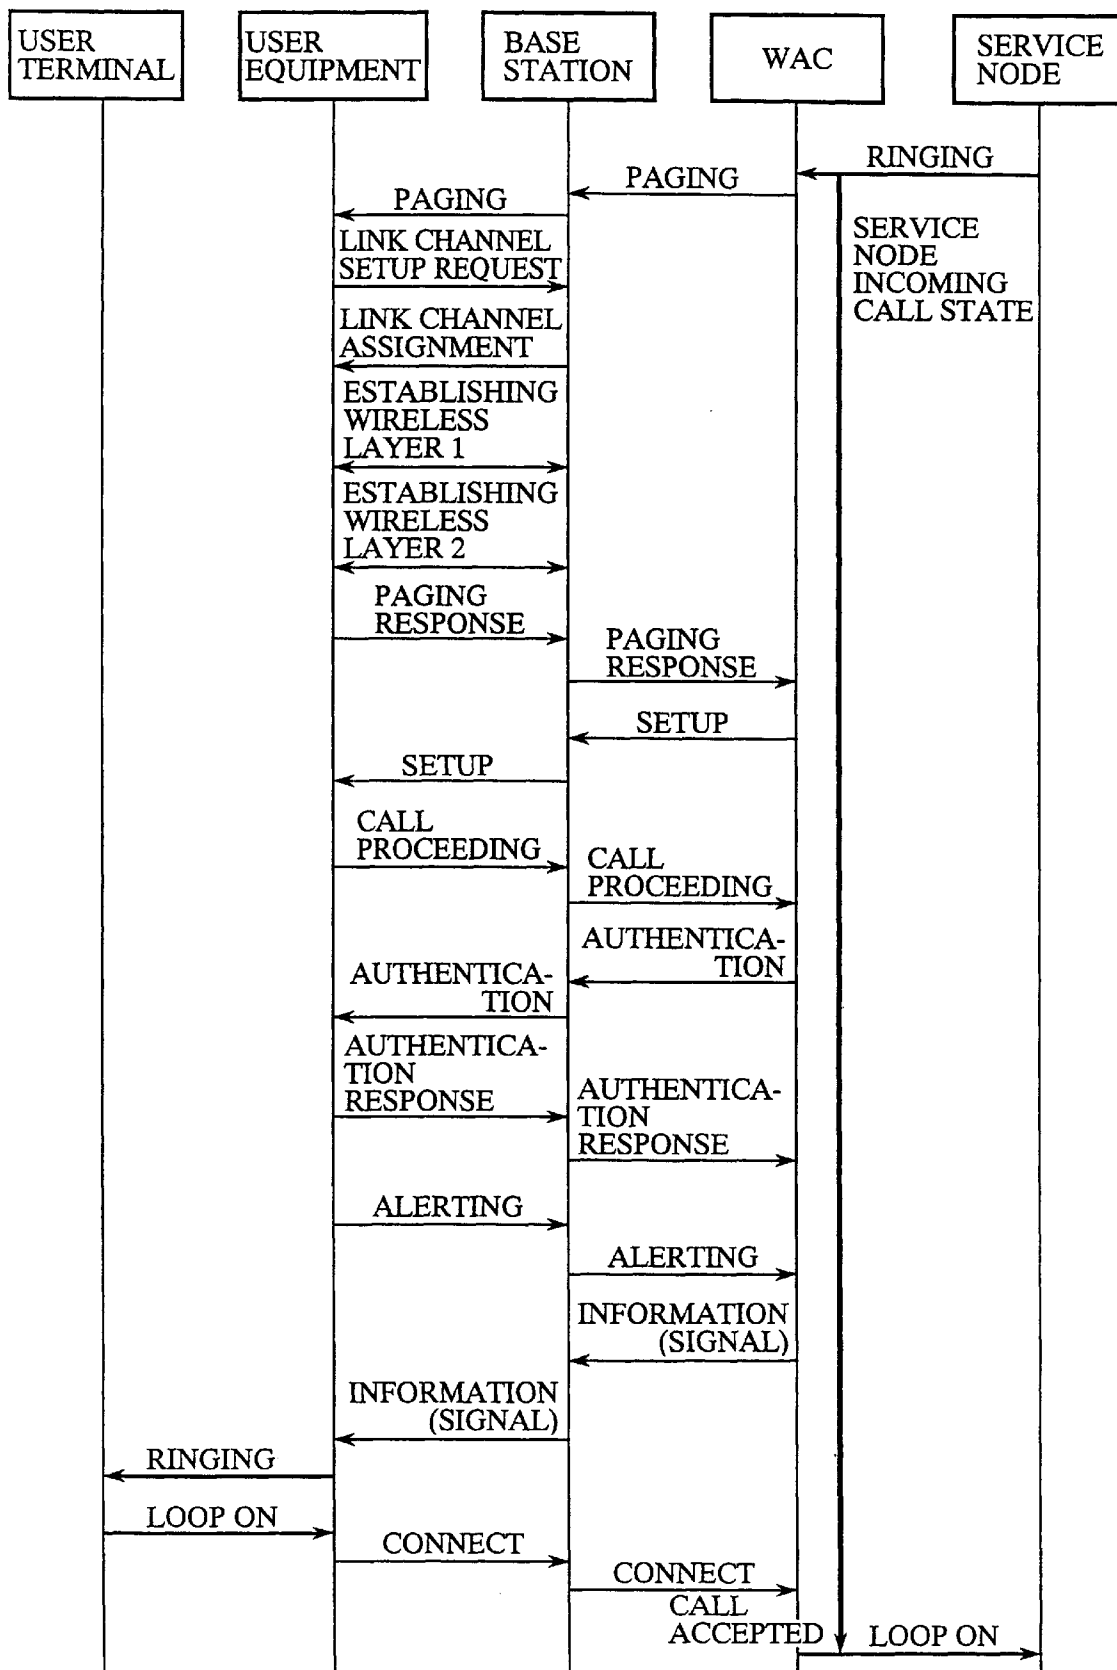 USER
TERMINAL
USER
EQUIPMENT
BASE
STATION
WAC
SERVICE
NODE
RINGING
PAGING
PAGING
SERVICE
NODE
INCOMING
CALL STATE
LINK CHANNEL
SETUP REQUEST
LINK CHANNEL
ASSIGNMENT
ESTABLISHING
WIRELESS
LAYER 1
ESTABLISHING
WIRELESS
LAYER 2
PAGING
RESPONSE
PAGING
RESPONSE
SETUP
SETUP
CALL
PROCEEDING
CALL
PROCEEDING
AUTHENTICA-
TION
AUTHENTICA-
TION
AUTHENTICA-
TION
RESPONSE
AUTHENTICA-
TION
RESPONSE
ALERTING
ALERTING
INFORMATION
(SIGNAL)
INFORMATION
(SIGNAL)
RINGING
LOOP ON
CONNECT
CONNECT
CALL
ACCEPTED
LOOP ON